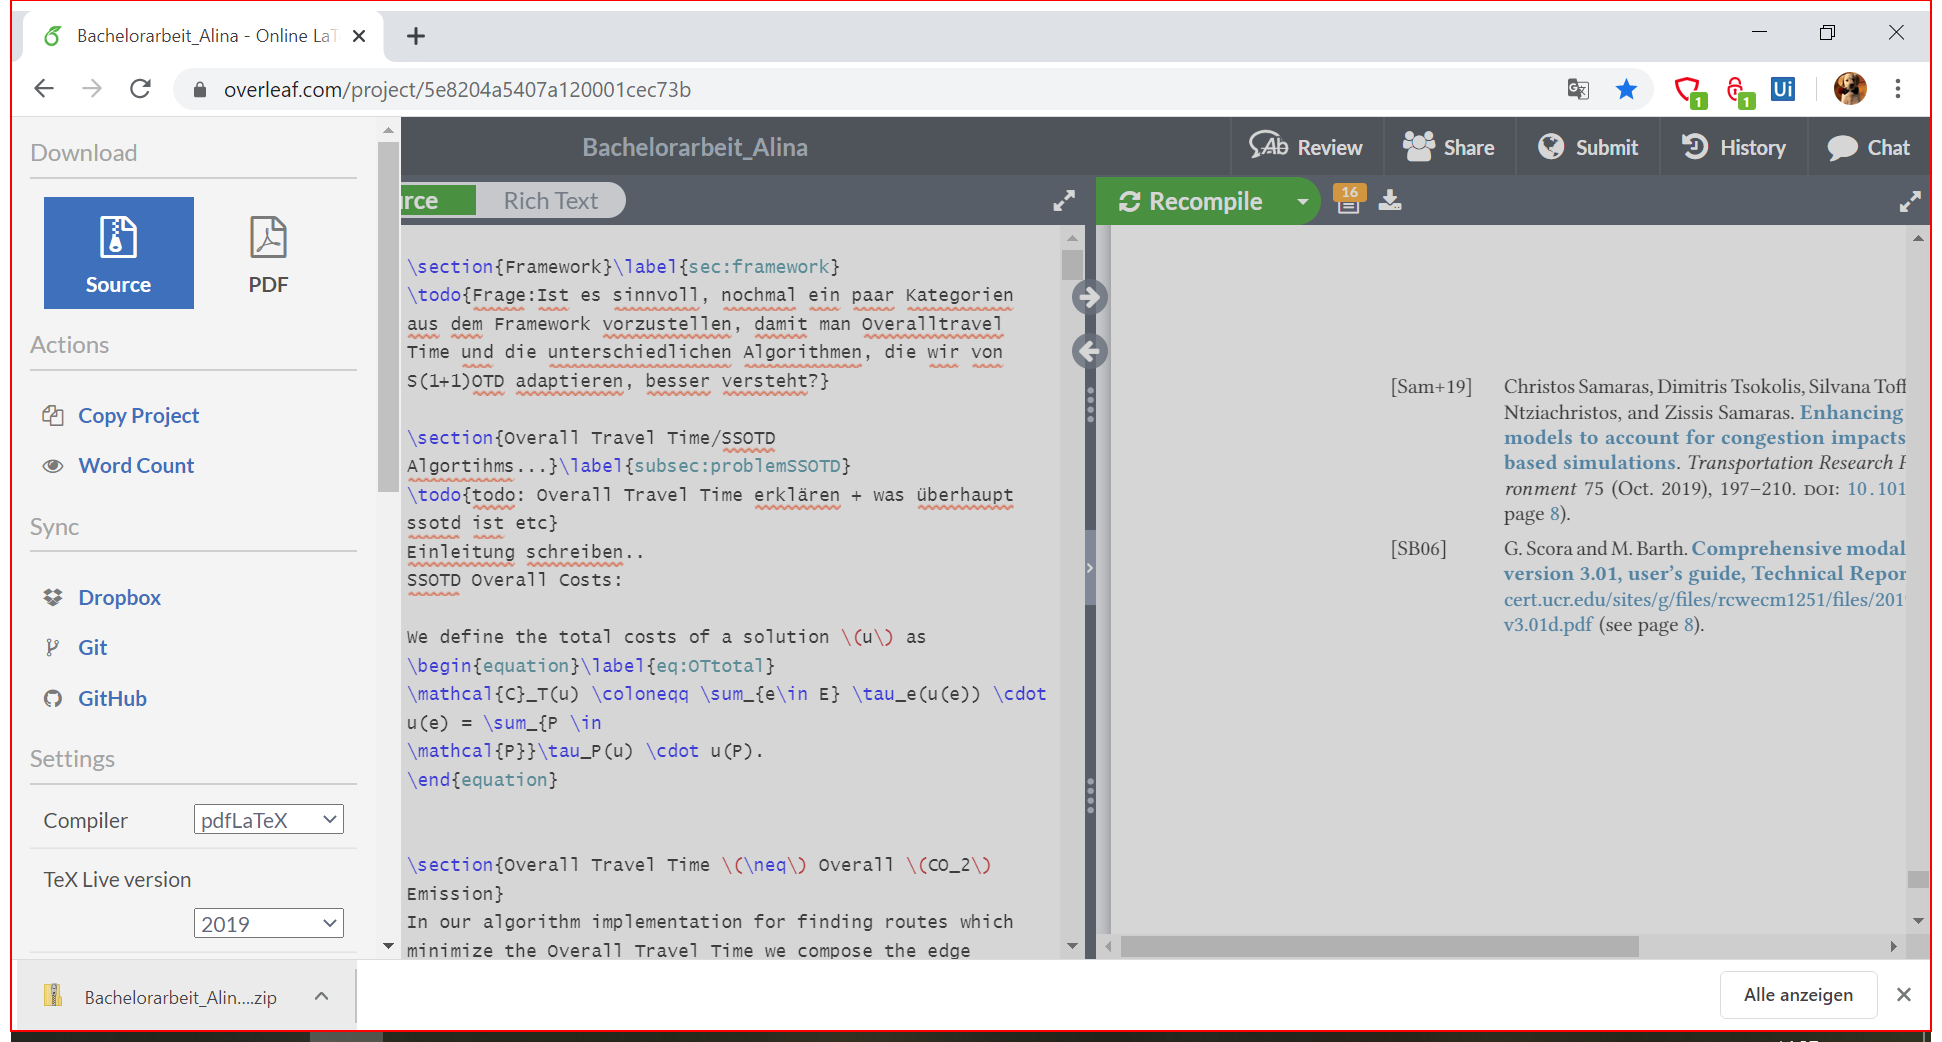 Bachelorarbeit_Alina - Online LaT
overleaf.com/project/5e8204a5407a120001cec73b
1
1
Ui
Download
Source
PDF
Actions
Copy Project
Word Count
Sync
Dropbox
Git
GitHub
Settings
Compiler
pdfLaTeX
TeX Live version
2019
Bachelorarbeit_Alina
Ab Review
Share
Submit
History
Chat
urce
Rich Text
Recompile
16
\section{Framework}\label{sec:framework}
\todo{Frage:Ist es sinnvoll, nochmal ein paar Kategorien
aus dem Framework vorzustellen, damit man Overalltravel
Time und die unterschiedlichen Algorithmen, die wir von
S(1+1)OTD adaptieren, besser versteht?}
\section{Overall Travel Time/SSOTD
Algortihms...}\label{subsec:problemSSOTD}
\todo{todo: Overall Travel Time erklären + was überhaupt
ssotd ist etc}
Einleitung schreiben..
SSOTD Overall Costs:
We define the total costs of a solution \(u\) as
\begin{equation}\label{eq:OTtotal}
\mathcal{C}_T(u) \coloneqq \sum_{e\in E} \tau_e(u(e)) \cdot
u(e) = \sum_{P \in
\mathcal{P}}\tau_P(u) \cdot u(P).
\end{equation}
\section{Overall Travel Time \(\neq\) Overall \(CO_2\)
Emission}
In our algorithm implementation for finding routes which
minimize the Overall Travel Time we compose the edge
[Sam+19] Christos Samaras, Dimitris Tsokolis, Silvana Toff
Ntziachristos, and Zissis Samaras. Enhancing
models to account for congestion impacts
based simulations. Transportation Research P
ronment 75 (Oct. 2019), 197–210. DOI: 10.101
page 8).
[SB06] G. Scora and M. Barth. Comprehensive modal
version 3.01, user's guide, Technical Repor
cert.ucr.edu/sites/g/files/rcwecm1251/files/201
v3.01d.pdf (see page 8).
Bachelorarbeit_Alin....zip
Alle anzeigen